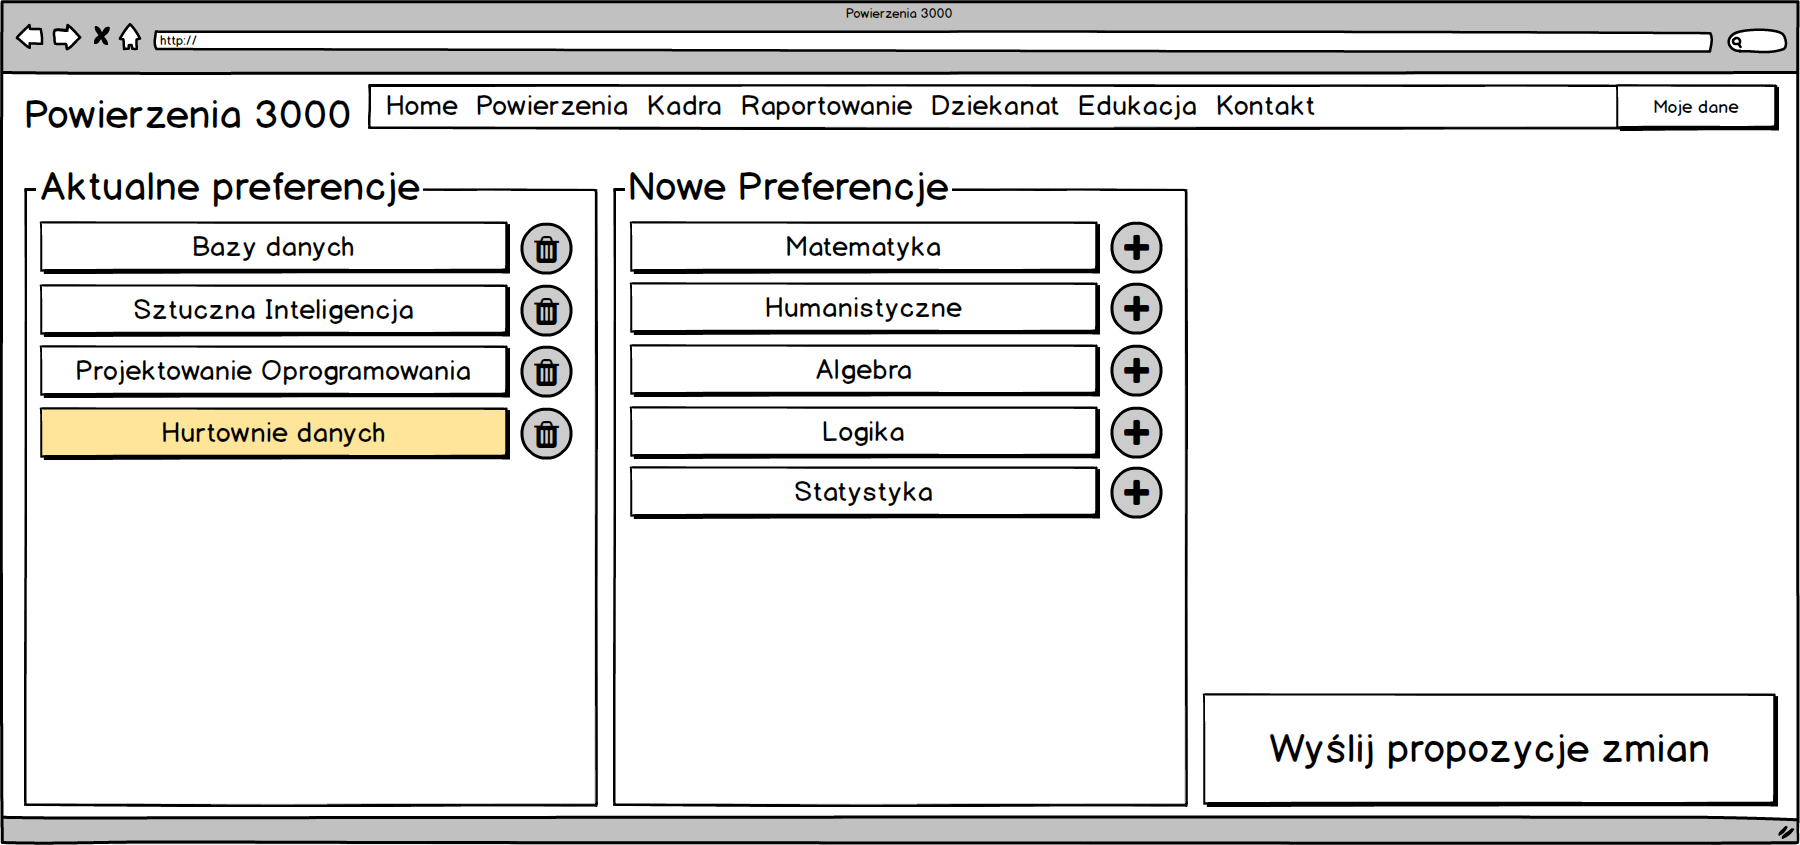 Powierzenia 3000
http://
Powierzenia 3000
Home Powierzenia Kadra Raportowanie Dziekanat Edukacja Kontakt
Moje dane
Aktualne preferencje
Bazy danych
Sztuczna Inteligencja
Projektowanie Oprogramowania
Hurtownie danych
Nowe Preferencje
Matematyka
Humanistyczne
Algebra
Logika
Statystyka
Wyślij propozycje zmian